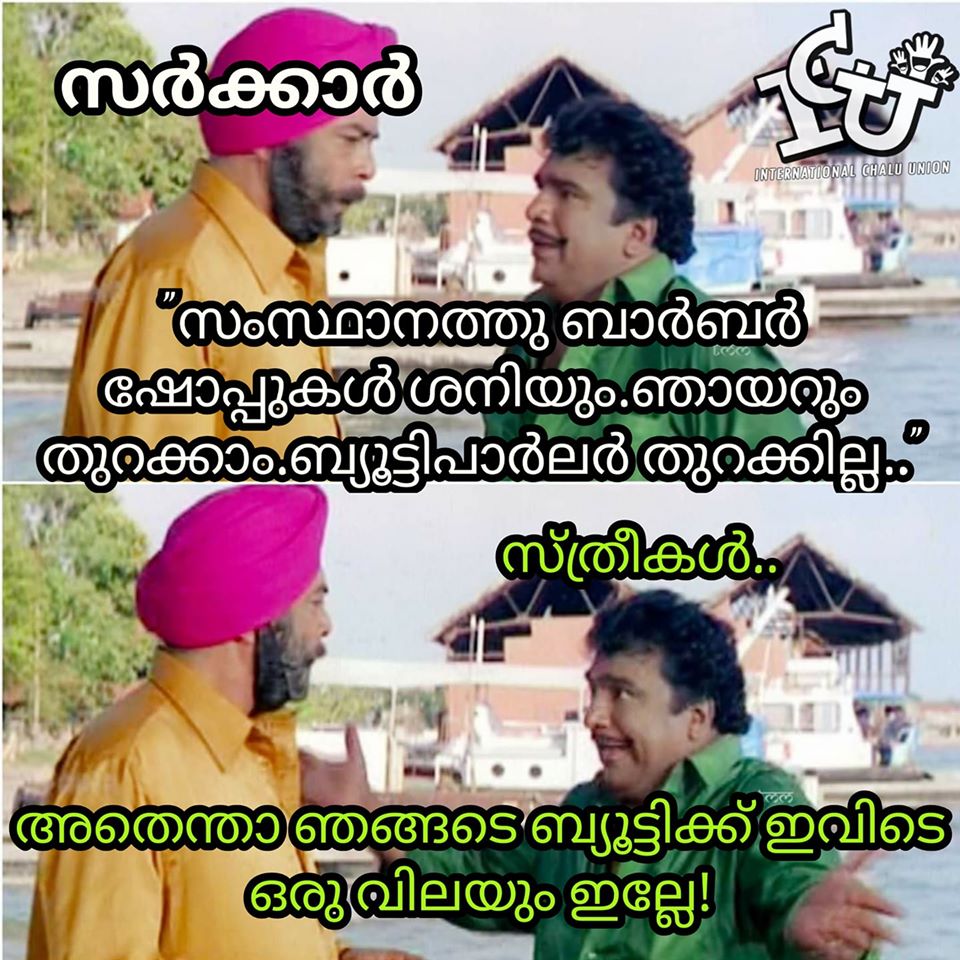 സർക്കാർ
ICU
INTERNATIONAL CHALU UNION
"സംസ്ഥാനത്തു ബാർബർ
ഷോപ്പുകൾ ശനിയും.ഞായറും
തുറക്കാം.ബ്യൂട്ടിപാർലർ തുറക്കില്ല.."
സ്ത്രീകൾ..
അതെന്താ ഞങ്ങടെ ബ്യൂട്ടിക്ക് ഇവിടെ
ഒരു വിലയും ഇല്ലേ!